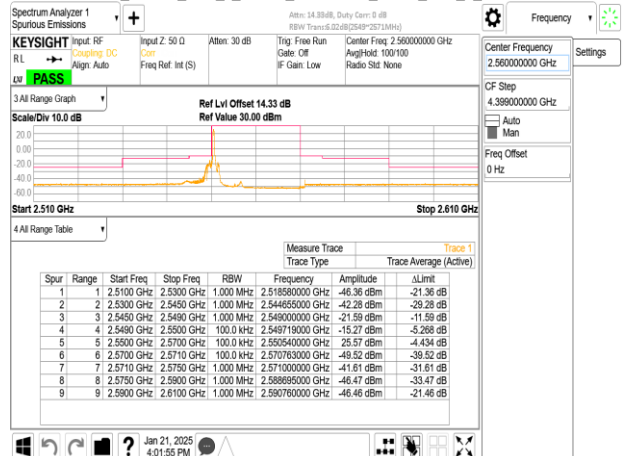 Spectrum Analyzer 1
Spurious Emissions
Atten: 14.33dB, Duty Corr: 0 dB
RBW Trans:6.02dB(2549~2571MHz)
Frequency
KEYSIGHT Input: RF Input Z: 50 Ω Atten: 30 dB Trig: Free Run Center Freq: 2.560000000 GHz
RL Coupling: DC Corr Gate: Off Avg|Hold: 100/100
Align: Auto Freq Ref: Int (S) IF Gain: Low Radio Std: None
LXI PASS
Center Frequency
2.560000000 GHz
Settings
CF Step
4.399000000 GHz
Auto
Man
Freq Offset
0 Hz
3 All Range Graph
Ref Lvl Offset 14.33 dB
Scale/Div 10.0 dB Ref Value 30.00 dBm
20.0
0.00
-20.0
-40.0
-60.0
Start 2.510 GHz Stop 2.610 GHz
4 All Range Table
Measure Trace Trace 1
Trace Type Trace Average (Active)
Spur Range Start Freq Stop Freq RBW Frequency Amplitude ΔLimit
1 1 2.5100 GHz 2.5300 GHz 1.000 MHz 2.518580000 GHz -46.36 dBm -21.36 dB
2 2 2.5300 GHz 2.5450 GHz 1.000 MHz 2.544655000 GHz -42.28 dBm -29.28 dB
3 3 2.5450 GHz 2.5490 GHz 1.000 MHz 2.549000000 GHz -21.59 dBm -11.59 dB
4 4 2.5490 GHz 2.5500 GHz 100.0 kHz 2.549719000 GHz -15.27 dBm -5.268 dB
5 5 2.5500 GHz 2.5700 GHz 100.0 kHz 2.550540000 GHz 25.57 dBm -4.434 dB
6 6 2.5700 GHz 2.5710 GHz 100.0 kHz 2.570763000 GHz -49.52 dBm -39.52 dB
7 7 2.5710 GHz 2.5750 GHz 1.000 MHz 2.571000000 GHz -41.61 dBm -31.61 dB
8 8 2.5750 GHz 2.5900 GHz 1.000 MHz 2.588695000 GHz -46.47 dBm -33.47 dB
9 9 2.5900 GHz 2.6100 GHz 1.000 MHz 2.590760000 GHz -46.46 dBm -21.46 dB
Jan 21, 2025
4:01:55 PM